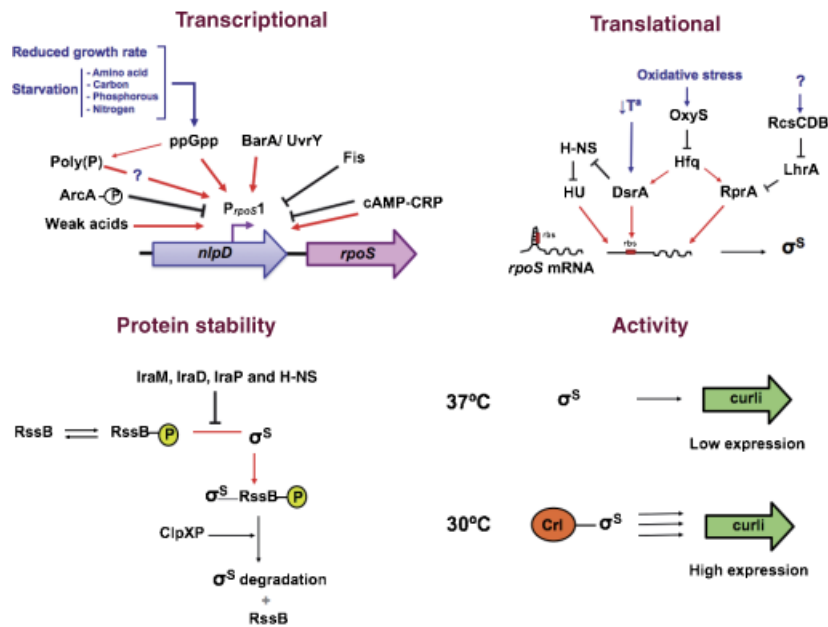 Transcriptional
Reduced growth rate
Starvation
- Amino acid
- Carbon
- Phosphorous
- Nitrogen
ppGpp
BarA/ UvrY
Poly(P)
?
Fis
ArcA-P
PrpoS1
cAMP-CRP
Weak acids
nlpD
rpoS
Translational
Oxidative stress
?
↓Tª
OxyS
RcsCDB
H-NS
Hfq
LhrA
HU
DsrA
RprA
rbs
rbs
rpoS mRNA
σS
Protein stability
IraM, IraD, IraP and H-NS
RssB
RssB-P
σS
σS RssB-P
ClpXP
σS degradation
+
RssB
Activity
37ºC
σS
curli
Low expression
30ºC
Crl
σS
curli
High expression